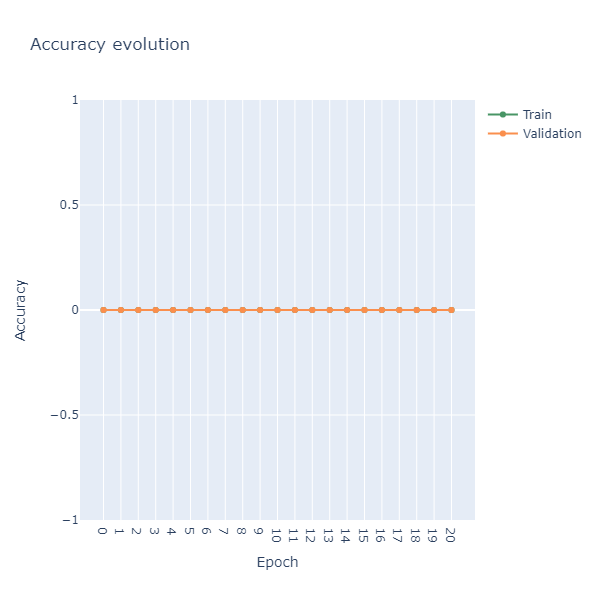 Accuracy evolution
Train
Validation
Accuracy
1
0.5
0
−0.5
−1
0 1 2 3 4 5 6 7 8 9 10 11 12 13 14 15 16 17 18 19 20
Epoch